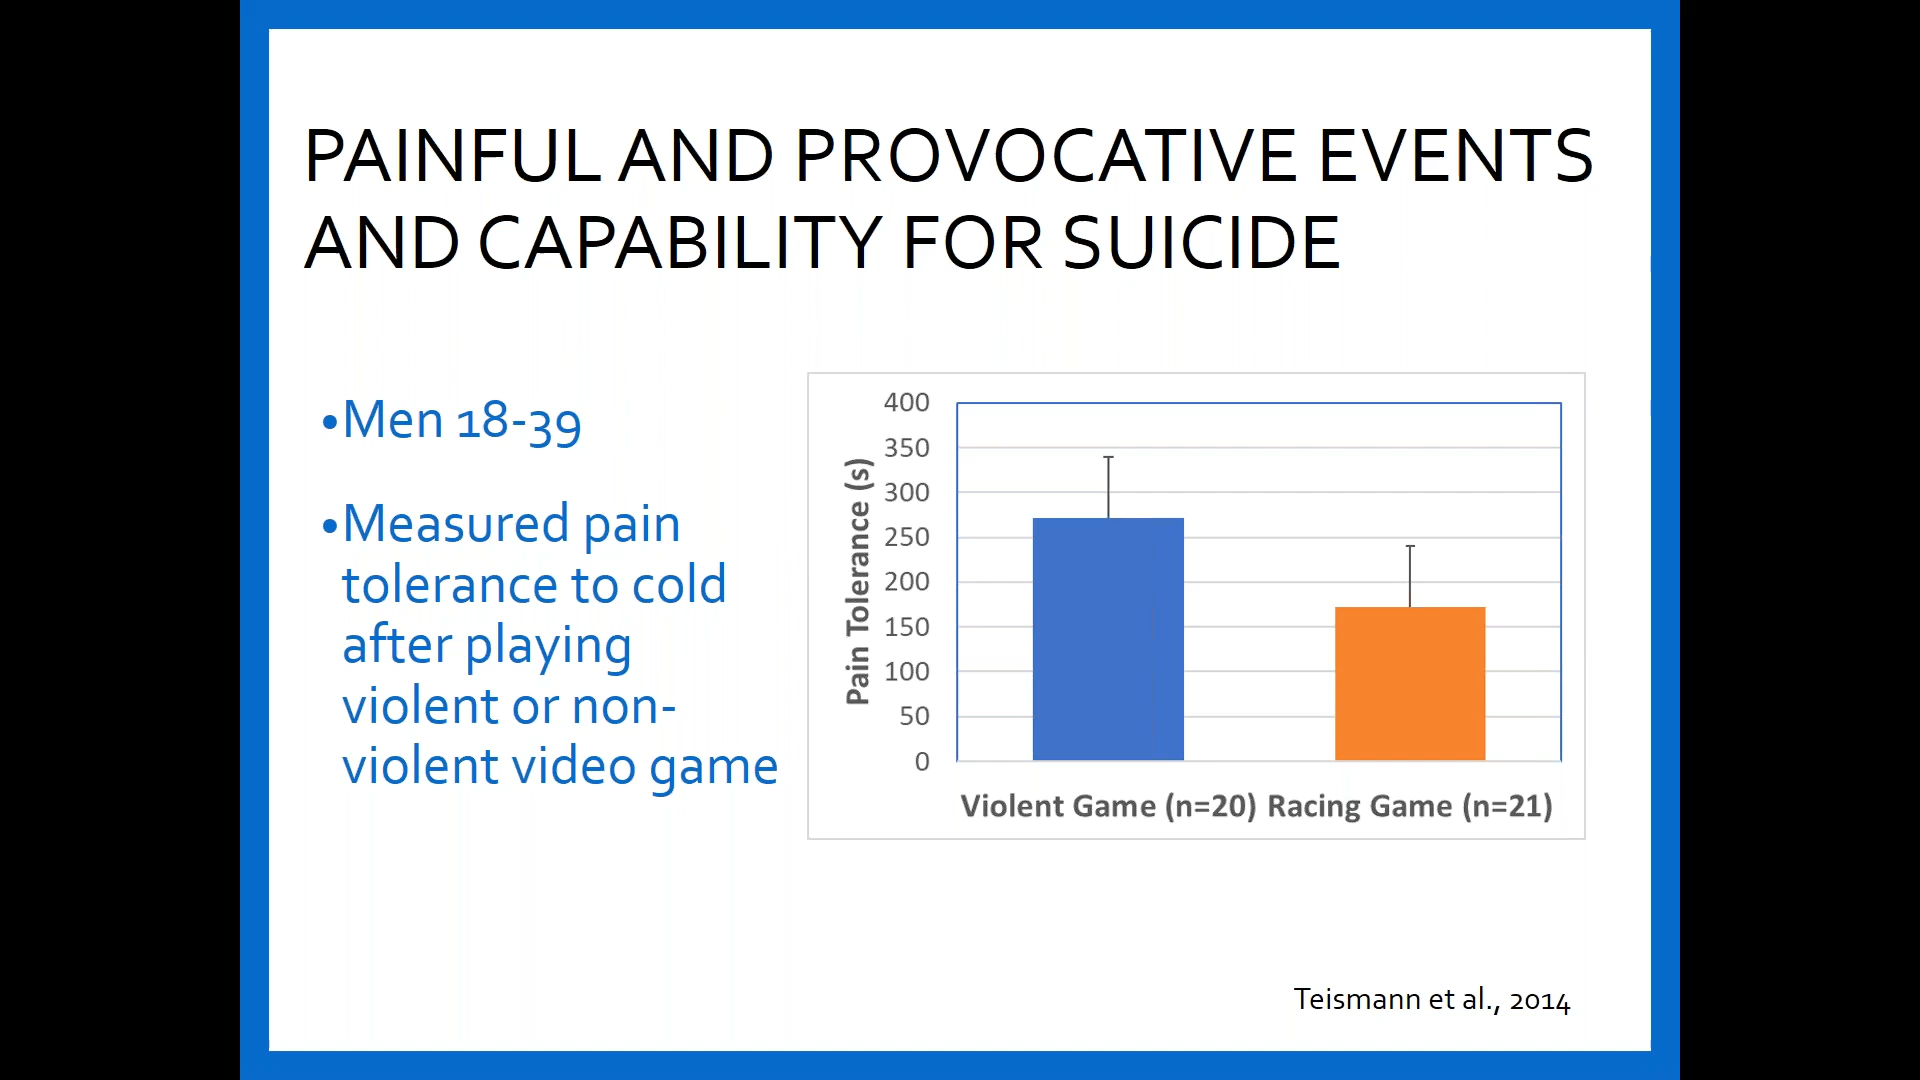 PAINFUL AND PROVOCATIVE EVENTS
AND CAPABILITY FOR SUICIDE
•Men 18-39
•Measured pain
tolerance to cold
after playing
violent or non-
violent video game
Pain Tolerance (s)
400
350
300
250
200
150
100
50
0
Violent Game (n=20) Racing Game (n=21)
Teismann et al., 2014